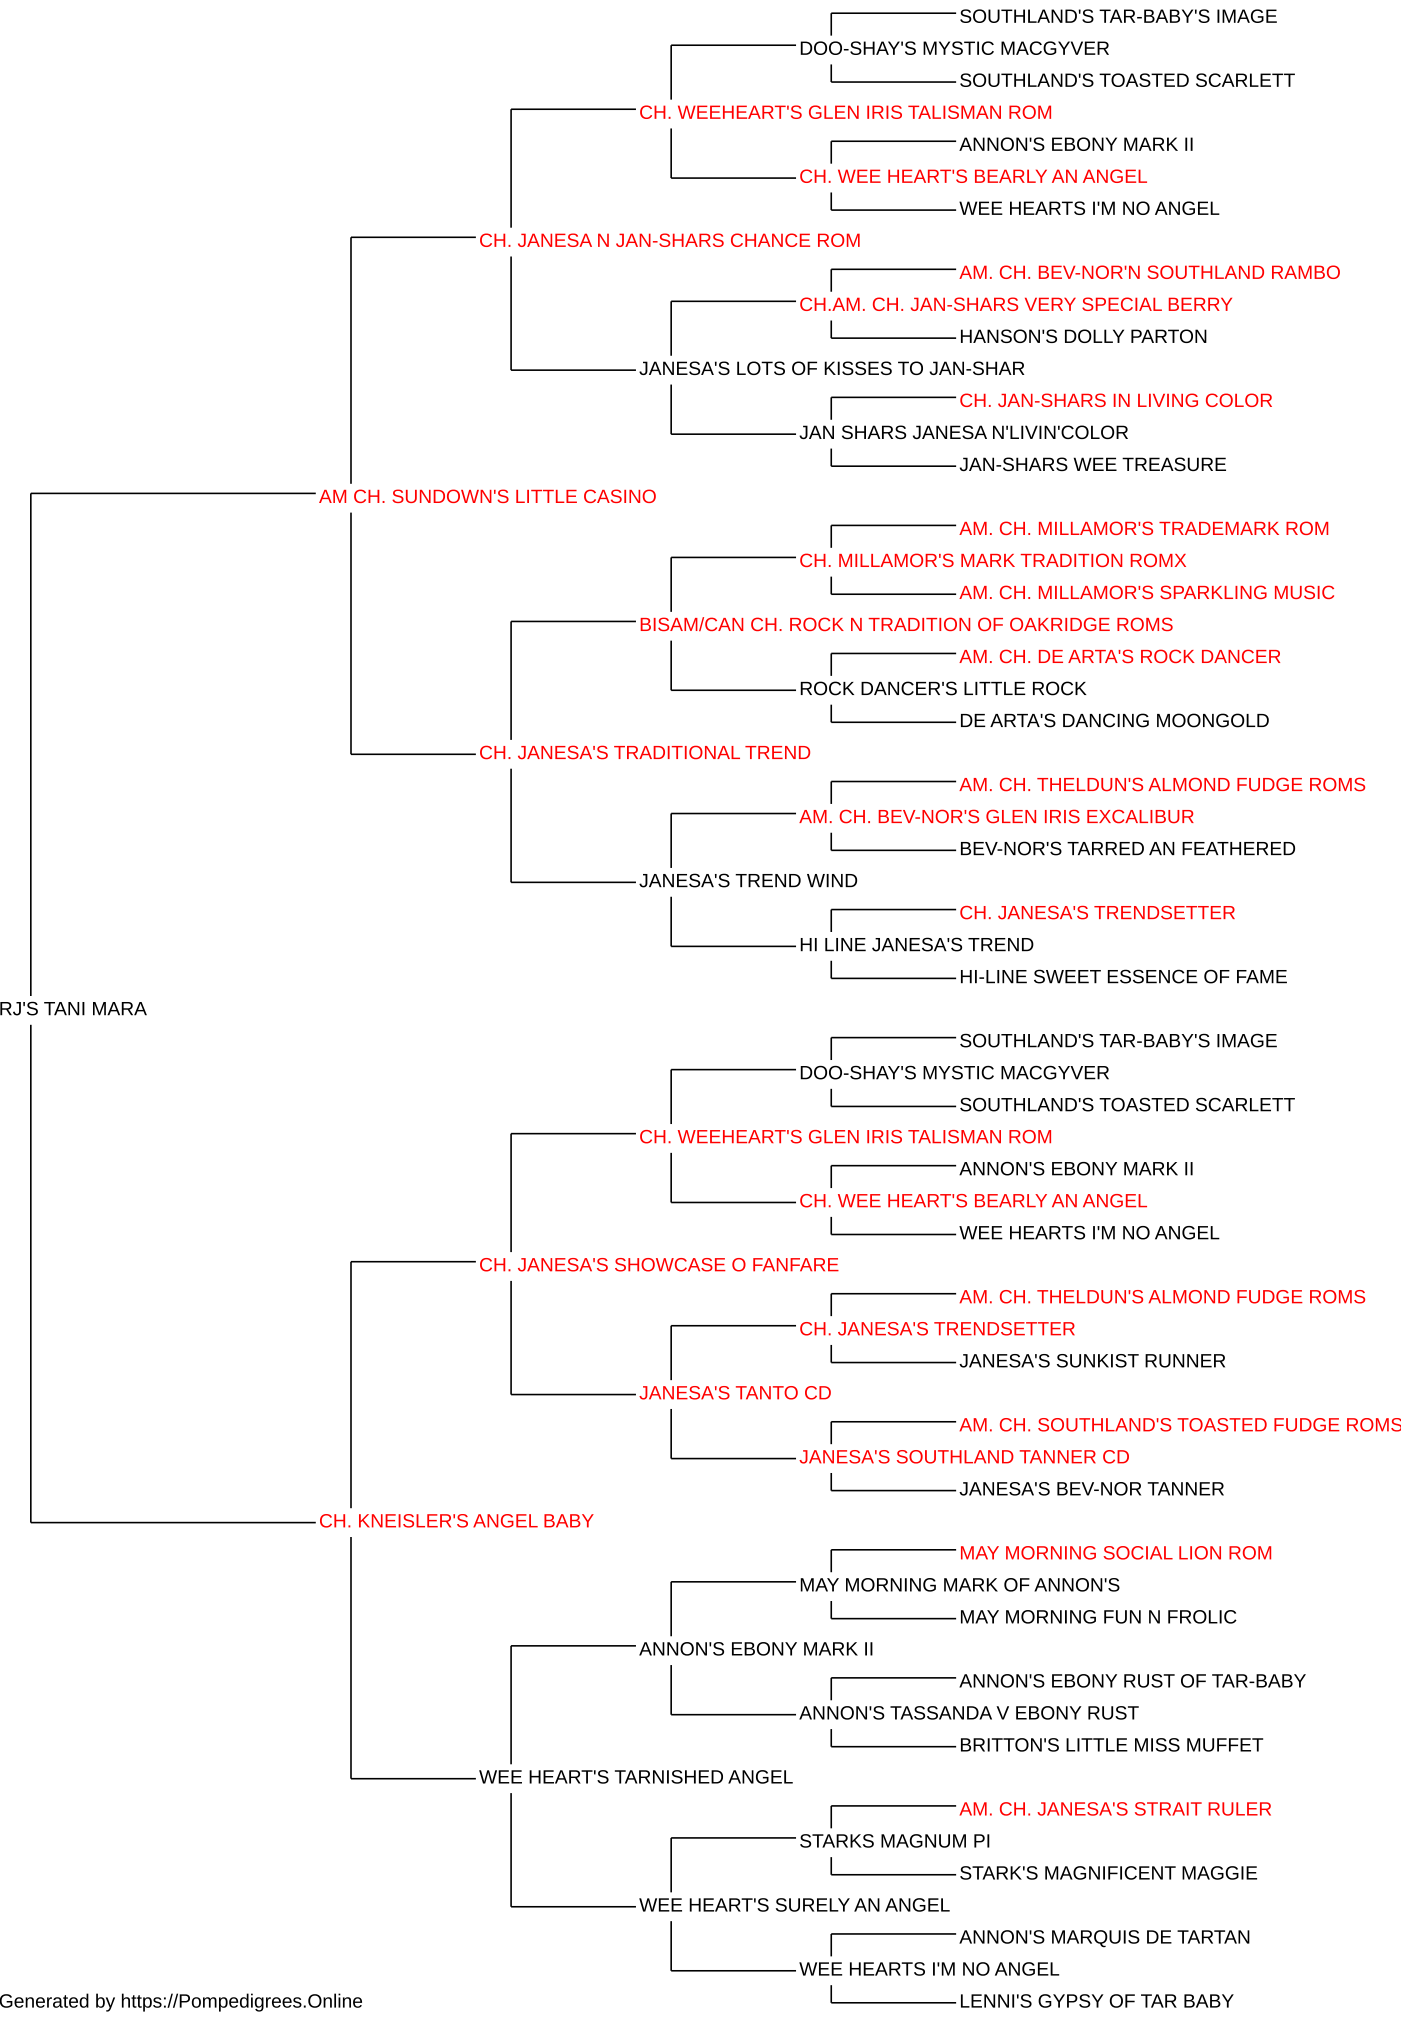 SOUTHLAND'S TAR-BABY'S IMAGE
DOO-SHAY'S MYSTIC MACGYVER
SOUTHLAND'S TOASTED SCARLETT
CH. WEEHEART'S GLEN IRIS TALISMAN ROM
ANNON'S EBONY MARK II
CH. WEE HEART'S BEARLY AN ANGEL
WEE HEARTS I'M NO ANGEL
CH. JANESA N JAN-SHARS CHANCE ROM
AM. CH. BEV-NOR'N SOUTHLAND RAMBO
CH.AM. CH. JAN-SHARS VERY SPECIAL BERRY
HANSON'S DOLLY PARTON
JANESA'S LOTS OF KISSES TO JAN-SHAR
CH. JAN-SHARS IN LIVING COLOR
JAN SHARS JANESA N'LIVIN'COLOR
JAN-SHARS WEE TREASURE
AM CH. SUNDOWN'S LITTLE CASINO
AM. CH. MILLAMOR'S TRADEMARK ROM
CH. MILLAMOR'S MARK TRADITION ROMX
AM. CH. MILLAMOR'S SPARKLING MUSIC
BISAM/CAN CH. ROCK N TRADITION OF OAKRIDGE ROMS
AM. CH. DE ARTA'S ROCK DANCER
ROCK DANCER'S LITTLE ROCK
DE ARTA'S DANCING MOONGOLD
CH. JANESA'S TRADITIONAL TREND
AM. CH. THELDUN'S ALMOND FUDGE ROMS
AM. CH. BEV-NOR'S GLEN IRIS EXCALIBUR
BEV-NOR'S TARRED AN FEATHERED
JANESA'S TREND WIND
CH. JANESA'S TRENDSETTER
HI LINE JANESA'S TREND
HI-LINE SWEET ESSENCE OF FAME
RJ'S TANI MARA
SOUTHLAND'S TAR-BABY'S IMAGE
DOO-SHAY'S MYSTIC MACGYVER
SOUTHLAND'S TOASTED SCARLETT
CH. WEEHEART'S GLEN IRIS TALISMAN ROM
ANNON'S EBONY MARK II
CH. WEE HEART'S BEARLY AN ANGEL
WEE HEARTS I'M NO ANGEL
CH. JANESA'S SHOWCASE O FANFARE
AM. CH. THELDUN'S ALMOND FUDGE ROMS
CH. JANESA'S TRENDSETTER
JANESA'S SUNKIST RUNNER
JANESA'S TANTO CD
AM. CH. SOUTHLAND'S TOASTED FUDGE ROMS
JANESA'S SOUTHLAND TANNER CD
JANESA'S BEV-NOR TANNER
CH. KNEISLER'S ANGEL BABY
MAY MORNING SOCIAL LION ROM
MAY MORNING MARK OF ANNON'S
MAY MORNING FUN N FROLIC
ANNON'S EBONY MARK II
ANNON'S EBONY RUST OF TAR-BABY
ANNON'S TASSANDA V EBONY RUST
BRITTON'S LITTLE MISS MUFFET
WEE HEART'S TARNISHED ANGEL
AM. CH. JANESA'S STRAIT RULER
STARKS MAGNUM PI
STARK'S MAGNIFICENT MAGGIE
WEE HEART'S SURELY AN ANGEL
ANNON'S MARQUIS DE TARTAN
WEE HEARTS I'M NO ANGEL
LENNI'S GYPSY OF TAR BABY
Generated by https://Pompedigrees.Online